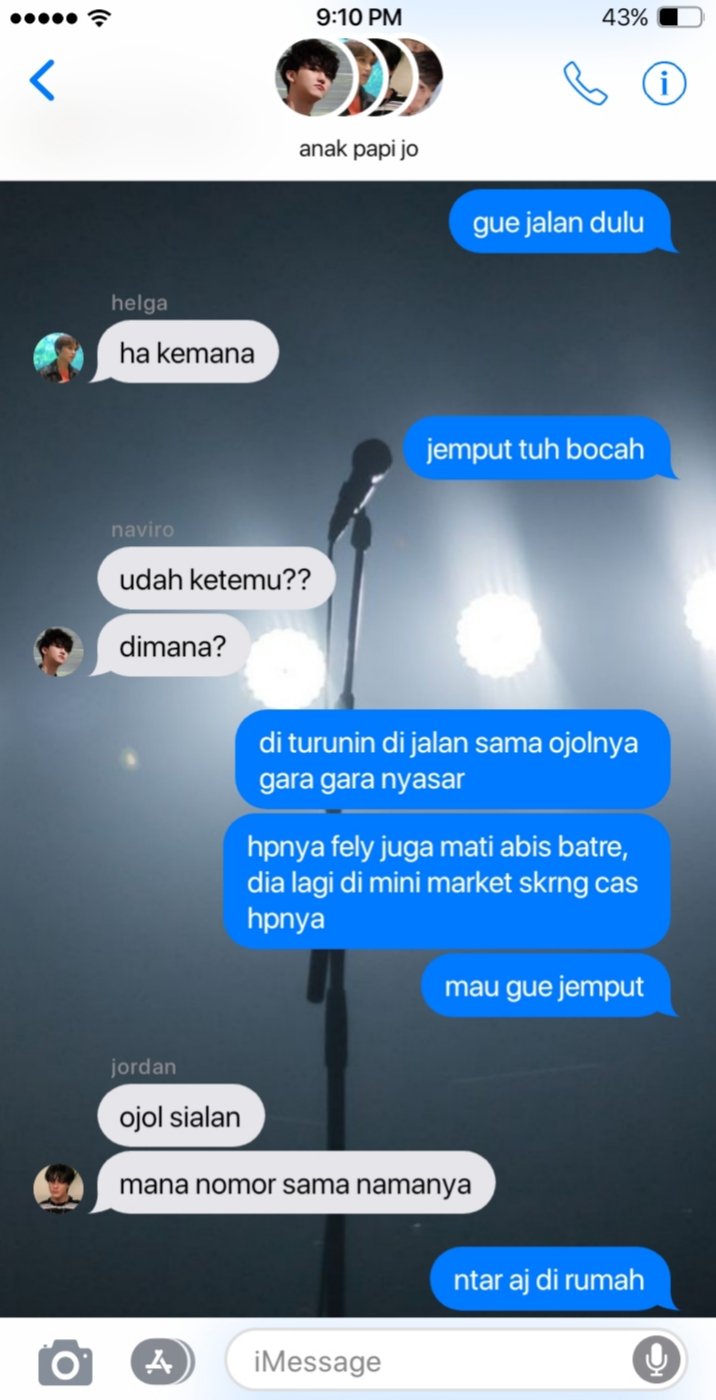 9:10 PM
43%
anak papi jo
gue jalan dulu
helga
ha kemana
jemput tuh bocah
naviro
udah ketemu??
dimana?
di turunin di jalan sama ojolnya
gara gara nyasar
hpnya fely juga mati abis batre,
dia lagi di mini market skrng cas
hpnya
mau gue jemput
jordan
ojol sialan
mana nomor sama namanya
ntar aj di rumah
iMessage